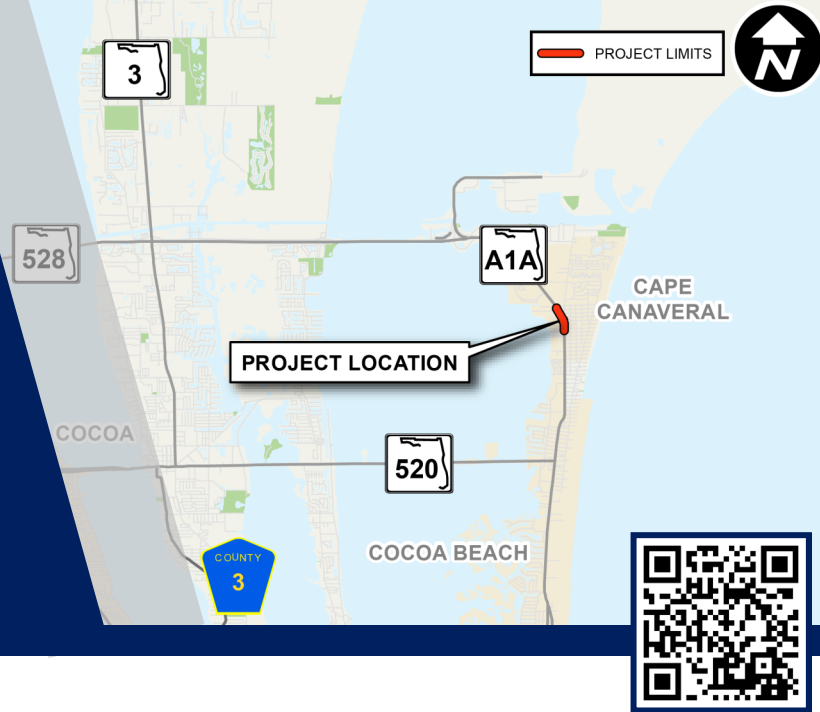 3
PROJECT LIMITS
N
528
A1A
CAPE
CANAVERAL
PROJECT LOCATION
COCOA
520
COCOA BEACH
COUNTY
3